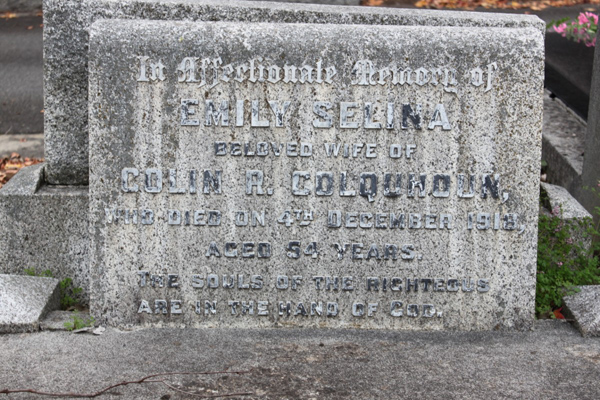 In Affectionate Memory of
EMILY SELINA
BELOVED WIFE OF
COLIN R. COLQUHOUN,
WHO DIED ON 4TH DECEMBER 1918,
AGED 54 YEARS.
THE SOULS OF THE RIGHTEOUS
ARE IN THE HAND OF GOD.